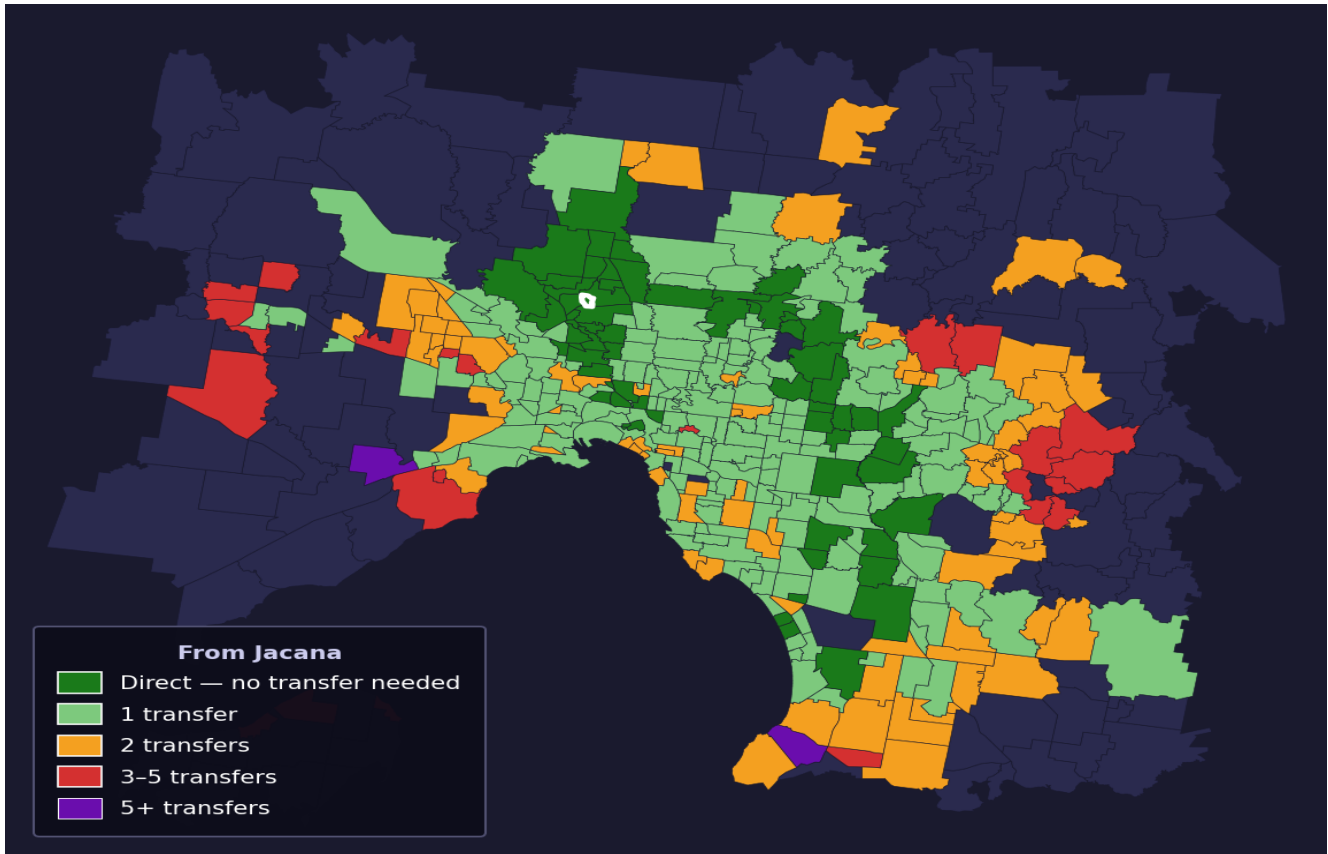 From Jacana
Direct — no transfer needed
1 transfer
2 transfers
3–5 transfers
5+ transfers